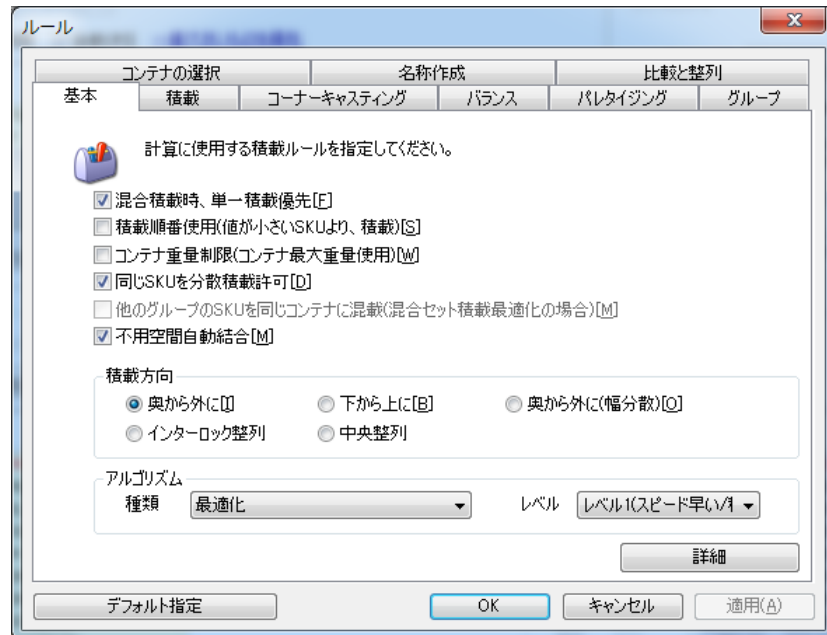 ルール
コンテナの選択 名称作成 比較と整列
基本 積載 コーナーキャスティング バランス パレタイジング グループ
計算に使用する積載ルールを指定してください。
混合積載時、単一積載優先[F]
積載順番使用(値が小さいSKUより、積載)[S]
コンテナ重量制限(コンテナ最大重量使用)[W]
同じSKUを分散積載許可[D]
他のグループのSKUを同じコンテナに混載(混合セット積載最適化の場合)[M]
不用空間自動結合[M]
積載方向
奥から外に[I] 下から上に[B] 奥から外に(幅分散)[O]
インターロック整列 中央整列
アルゴリズム
種類 最適化 レベル レベル1(スピード早い/
詳細
デフォルト指定 OK キャンセル 適用(A)